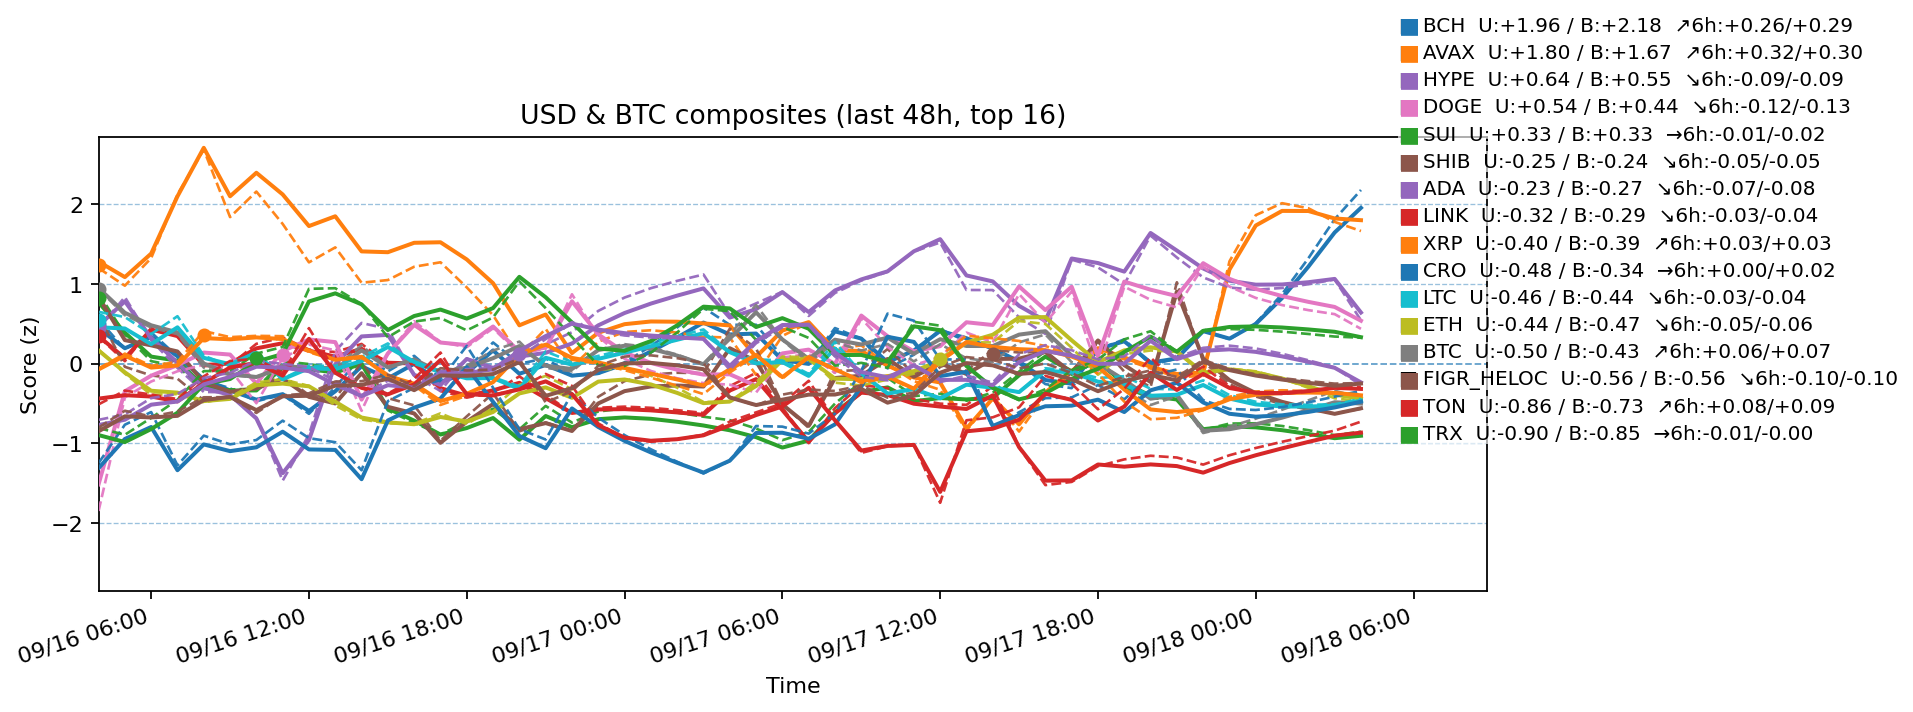 BCH U:+1.96 / B:+2.18 ↗6h:+0.26/+0.29
AVAX U:+1.80 / B:+1.67 ↗6h:+0.32/+0.30
HYPE U:+0.64 / B:+0.55 ↘6h:-0.09/-0.09
DOGE U:+0.54 / B:+0.44 ↘6h:-0.12/-0.13
SUI U:+0.33 / B:+0.33 →6h:-0.01/-0.02
SHIB U:-0.25 / B:-0.24 ↘6h:-0.05/-0.05
ADA U:-0.23 / B:-0.27 ↘6h:-0.07/-0.08
LINK U:-0.32 / B:-0.29 ↘6h:-0.03/-0.04
XRP U:-0.40 / B:-0.39 ↗6h:+0.03/+0.03
CRO U:-0.48 / B:-0.34 →6h:+0.00/+0.02
LTC U:-0.46 / B:-0.44 ↘6h:-0.03/-0.04
ETH U:-0.44 / B:-0.47 ↘6h:-0.05/-0.06
BTC U:-0.50 / B:-0.43 ↗6h:+0.06/+0.07
FIGR_HELOC U:-0.56 / B:-0.56 ↘6h:-0.10/-0.10
TON U:-0.86 / B:-0.73 ↗6h:+0.08/+0.09
TRX U:-0.90 / B:-0.85 →6h:-0.01/-0.00
USD & BTC composites (last 48h, top 16)
Score (z)
2
1
0
−1
−2
09/16 06:00
09/16 12:00
09/16 18:00
09/17 00:00
09/17 06:00
09/17 12:00
09/17 18:00
09/18 00:00
09/18 06:00
Time